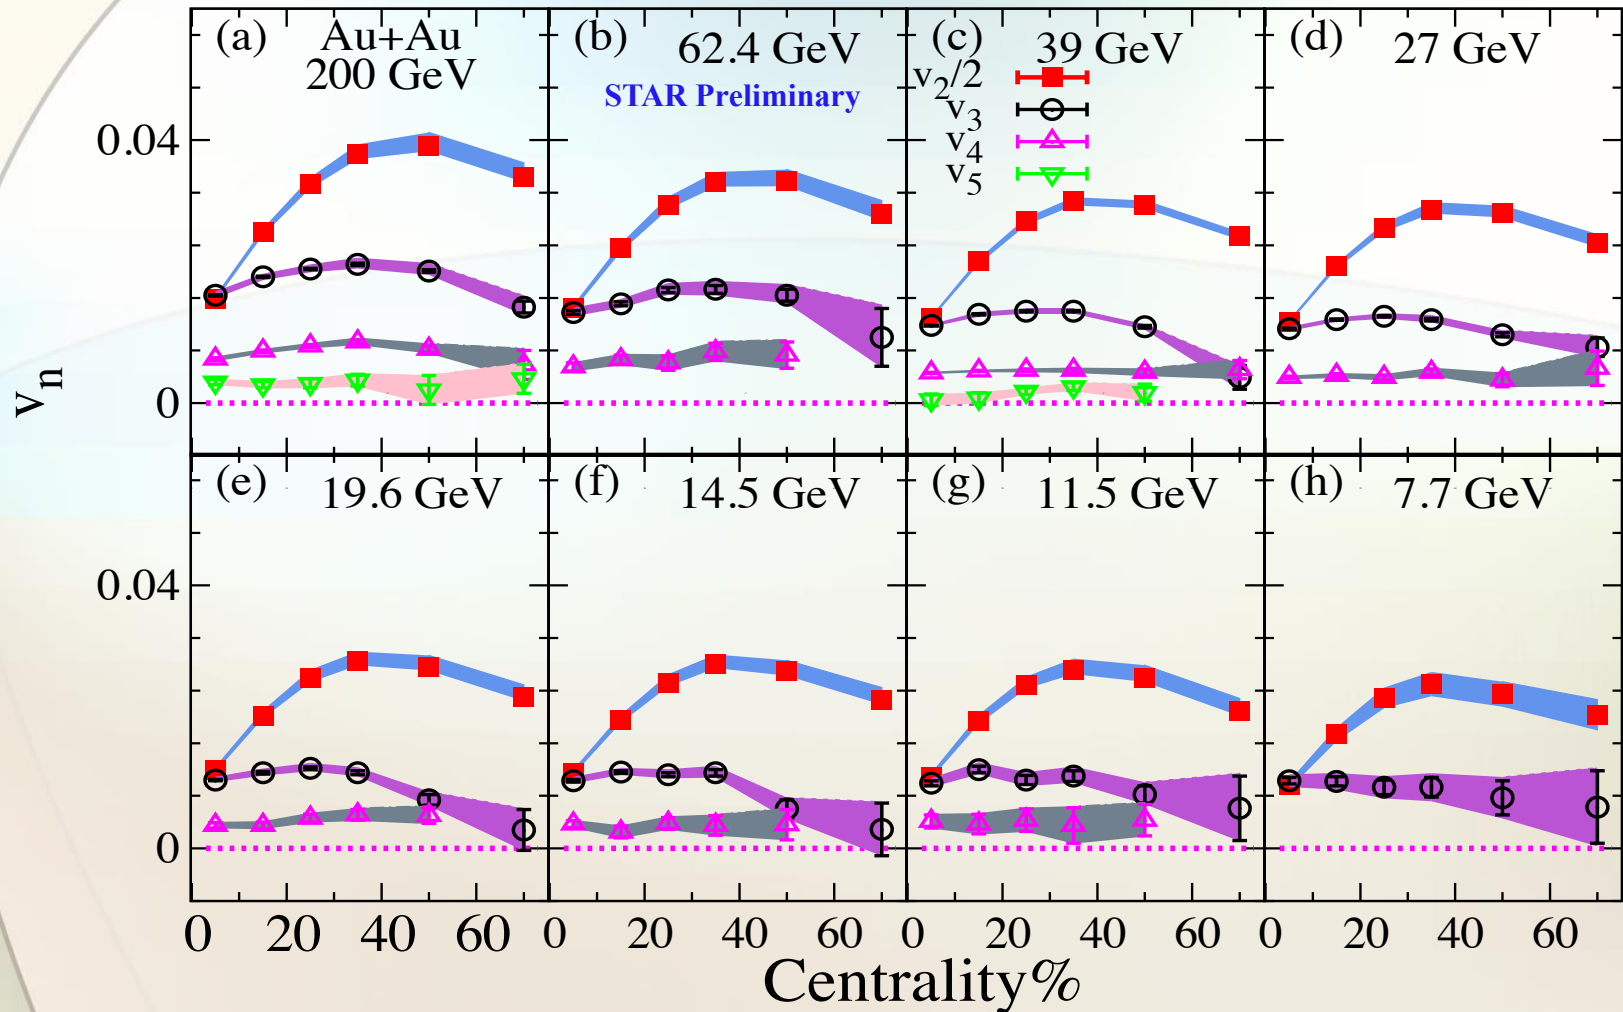 (a) Au+Au
200 GeV
(b) 62.4 GeV
STAR Preliminary
(c) 39 GeV
v2/2
v3
v4
v5
(d) 27 GeV
0.04
0
vn
(e) 19.6 GeV
(f) 14.5 GeV
(g) 11.5 GeV
(h) 7.7 GeV
0.04
0
0 20 40 60 0 20 40 60 0 20 40 60 0 20 40 60
Centrality%